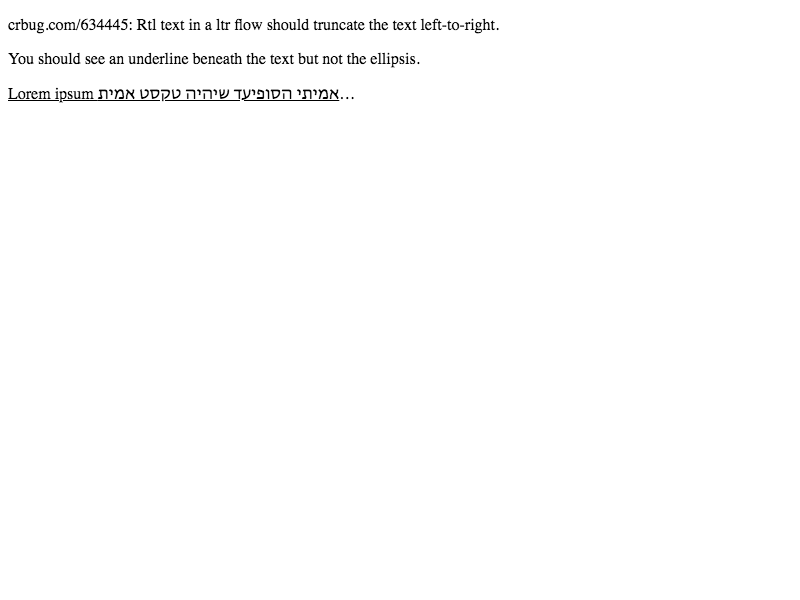 crbug.com/634445: Rtl text in a ltr flow should truncate the text left-to-right.
You should see an underline beneath the text but not the ellipsis.
Lorem ipsum אמיתי הסופיעד שיהיה טקסט אמית…